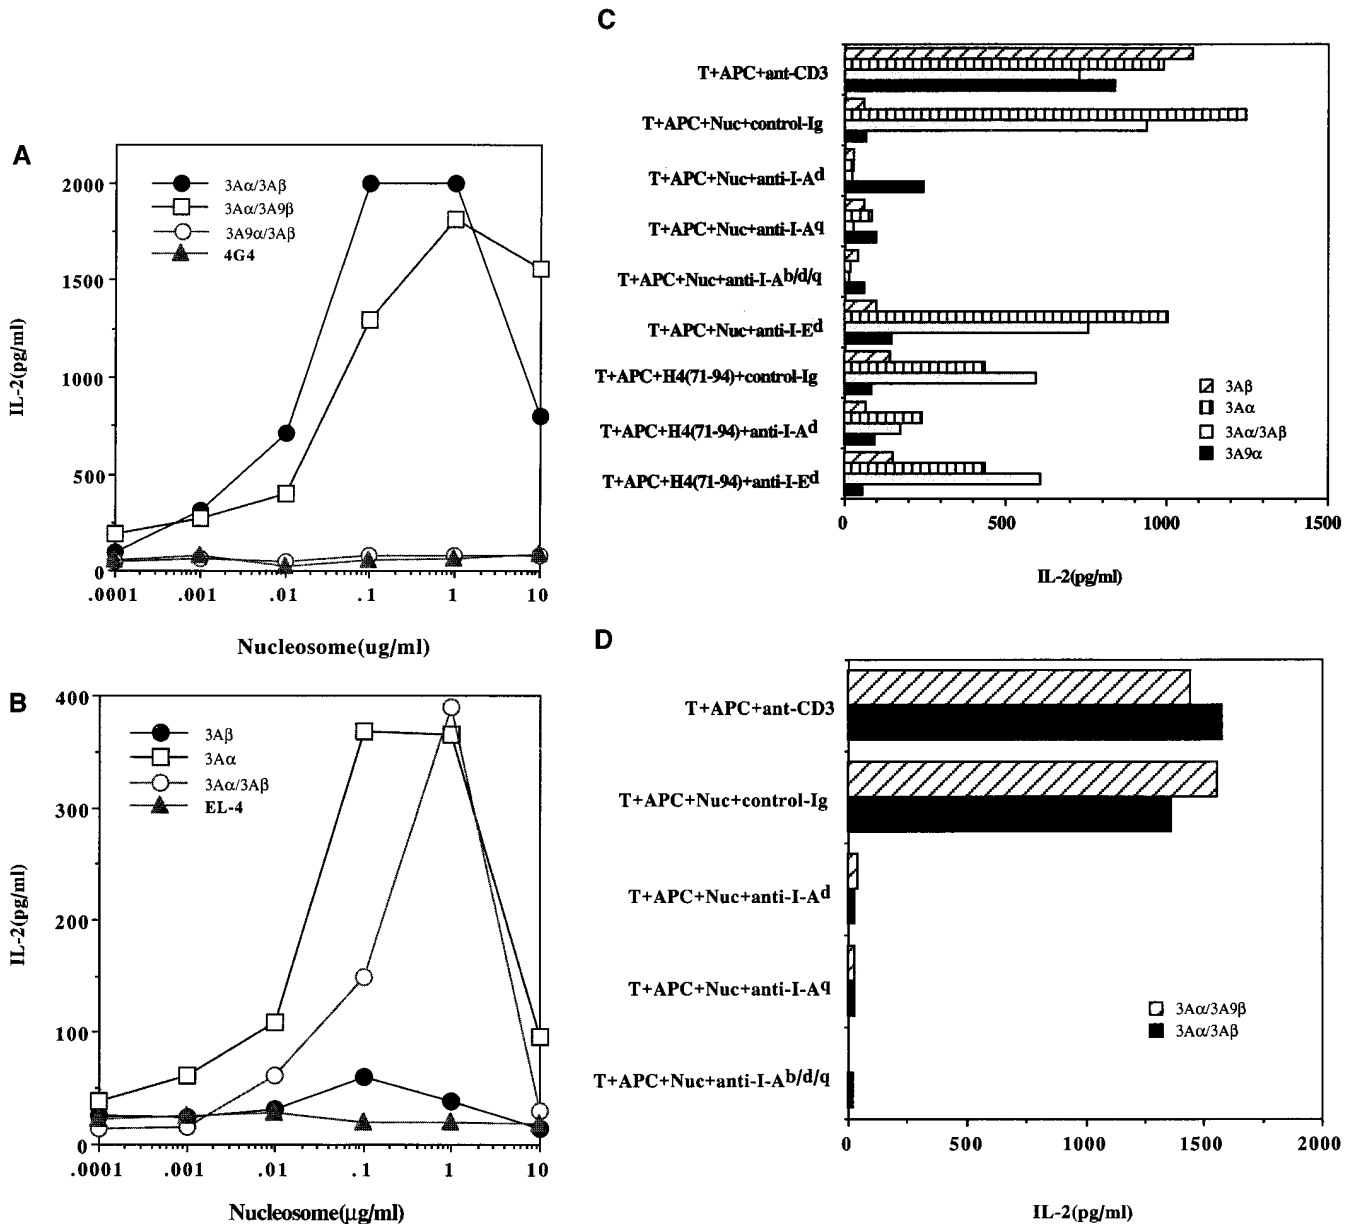 A
2000
1500
1000
500
0
IL-2(pg/ml)
3Aα/3Aβ
3Aα/3A9β
3A9α/3Aβ
4G4
.0001 .001 .01 .1 1 10
Nucleosome(ug/ml)
B
400
300
200
100
0
IL-2(pg/ml)
3Aβ
3Aα
3Aα/3Aβ
EL-4
.0001 .001 .01 .1 1 10
Nucleosome(µg/ml)
C
T+APC+ant-CD3
T+APC+Nuc+control-Ig
T+APC+Nuc+anti-I-Ad
T+APC+Nuc+anti-I-Aq
T+APC+Nuc+anti-I-Ab/d/q
T+APC+Nuc+anti-I-Ed
T+APC+H4(71-94)+control-Ig
T+APC+H4(71-94)+anti-I-Ad
T+APC+H4(71-94)+anti-I-Ed
3Aβ
3Aα
3Aα/3Aβ
3A9α
0 500 1000 1500
IL-2(pg/ml)
D
T+APC+ant-CD3
T+APC+Nuc+control-Ig
T+APC+Nuc+anti-I-Ad
T+APC+Nuc+anti-I-Aq
T+APC+Nuc+anti-I-Ab/d/q
3Aα/3A9β
3Aα/3Aβ
0 500 1000 1500 2000
IL-2(pg/ml)